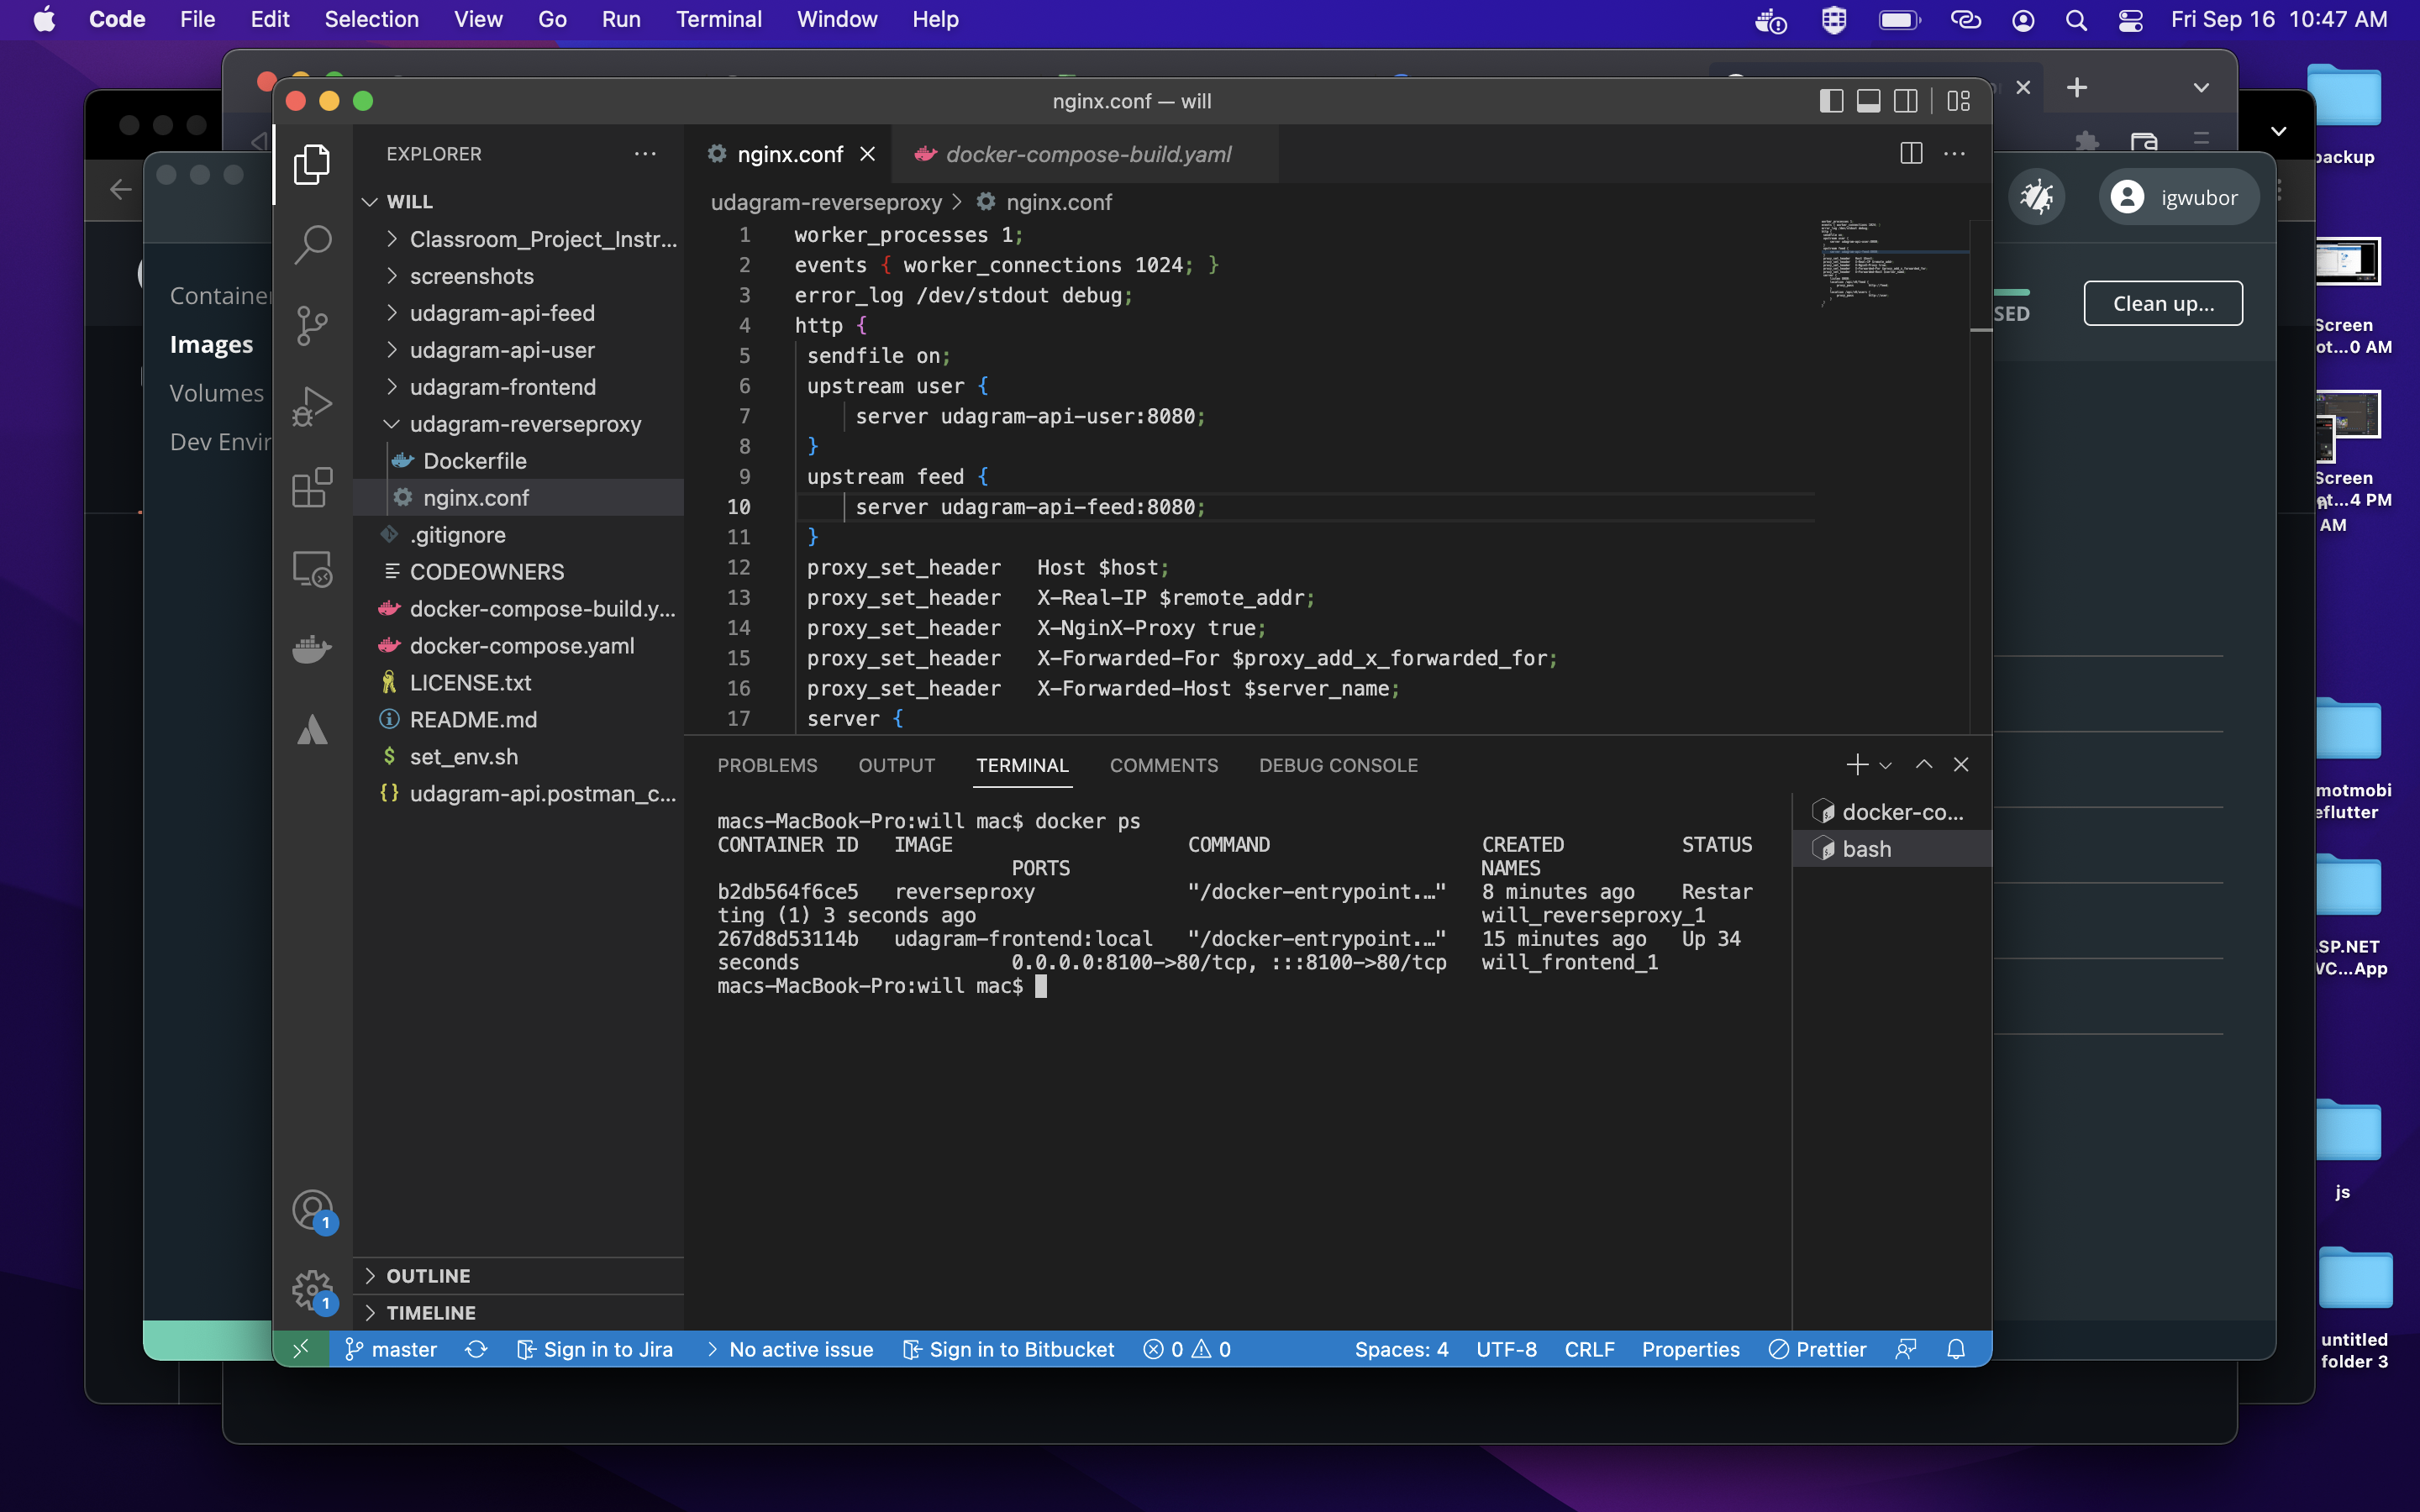 Code File Edit Selection View Go Run Terminal Window Help Fri Sep 16 10:47 AM
nginx.conf — will
EXPLORER
nginx.conf
docker-compose-build.yaml
WILL
Classroom_Project_Instr...
screenshots
udagram-api-feed
udagram-api-user
udagram-frontend
udagram-reverseproxy
Dockerfile
nginx.conf
.gitignore
CODEOWNERS
docker-compose-build.y...
docker-compose.yaml
LICENSE.txt
README.md
set_env.sh
udagram-api.postman_c...
OUTLINE
TIMELINE
udagram-reverseproxy > nginx.conf
1 worker_processes 1;
2 events { worker_connections 1024; }
3 error_log /dev/stdout debug;
4 http {
5 sendfile on;
6 upstream user {
7 server udagram-api-user:8080;
8 }
9 upstream feed {
10 server udagram-api-feed:8080;
11 }
12 proxy_set_header Host $host;
13 proxy_set_header X-Real-IP $remote_addr;
14 proxy_set_header X-NginX-Proxy true;
15 proxy_set_header X-Forwarded-For $proxy_add_x_forwarded_for;
16 proxy_set_header X-Forwarded-Host $server_name;
17 server {
PROBLEMS OUTPUT TERMINAL COMMENTS DEBUG CONSOLE
macs-MacBook-Pro:will mac$ docker ps
CONTAINER ID IMAGE COMMAND CREATED STATUS
PORTS NAMES
b2db564f6ce5 reverseproxy "/docker-entrypoint.…" 8 minutes ago Restar
ting (1) 3 seconds ago will_reverseproxy_1
267d8d53114b udagram-frontend:local "/docker-entrypoint.…" 15 minutes ago Up 34
seconds 0.0.0.0:8100->80/tcp, :::8100->80/tcp will_frontend_1
macs-MacBook-Pro:will mac$
docker-co...
bash
1
1
master Sign in to Jira > No active issue Sign in to Bitbucket 0 0 Spaces: 4 UTF-8 CRLF Properties Prettier
Container
Images
Volumes
Dev Envir
igwubor
SED
Clean up...
backup
Screen
ot...0 AM
Screen
ot...4 PM
AM
motmobi
eflutter
SP.NET
VC...App
js
untitled
folder 3